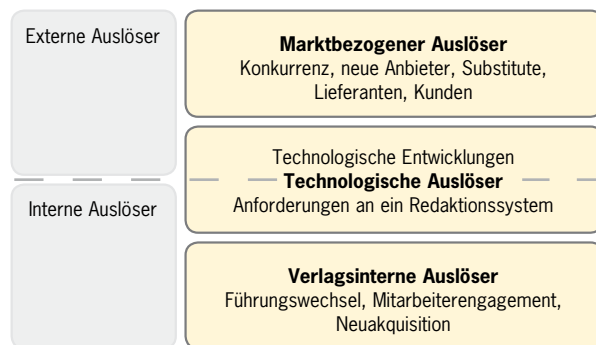 Externe Auslöser
Marktbezogener Auslöser
Konkurrenz, neue Anbieter, Substitute,
Lieferanten, Kunden
Technologische Entwicklungen
Technologische Auslöser
Anforderungen an ein Redaktionssystem
Interne Auslöser
Verlagsinterne Auslöser
Führungswechsel, Mitarbeiterengagement,
Neuakquisition